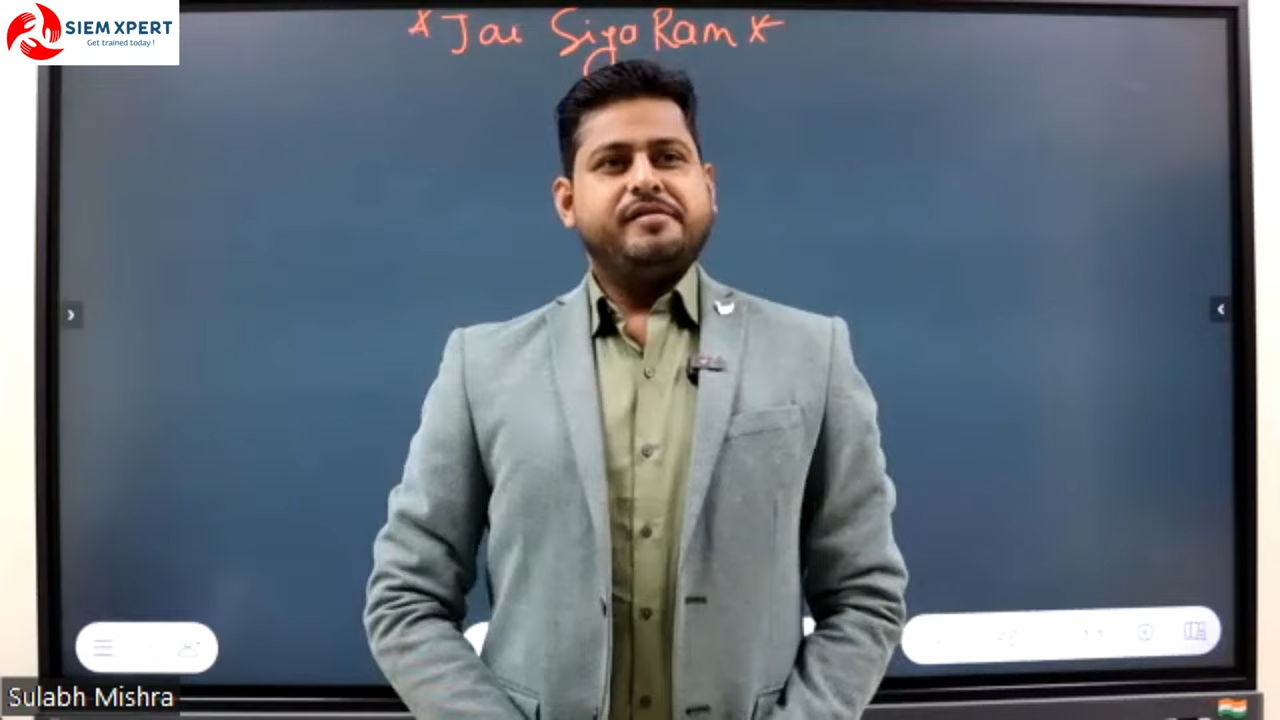 SIEM XPERT
Get trained today !
* Jai Siya Ram *
Sulabh Mishra